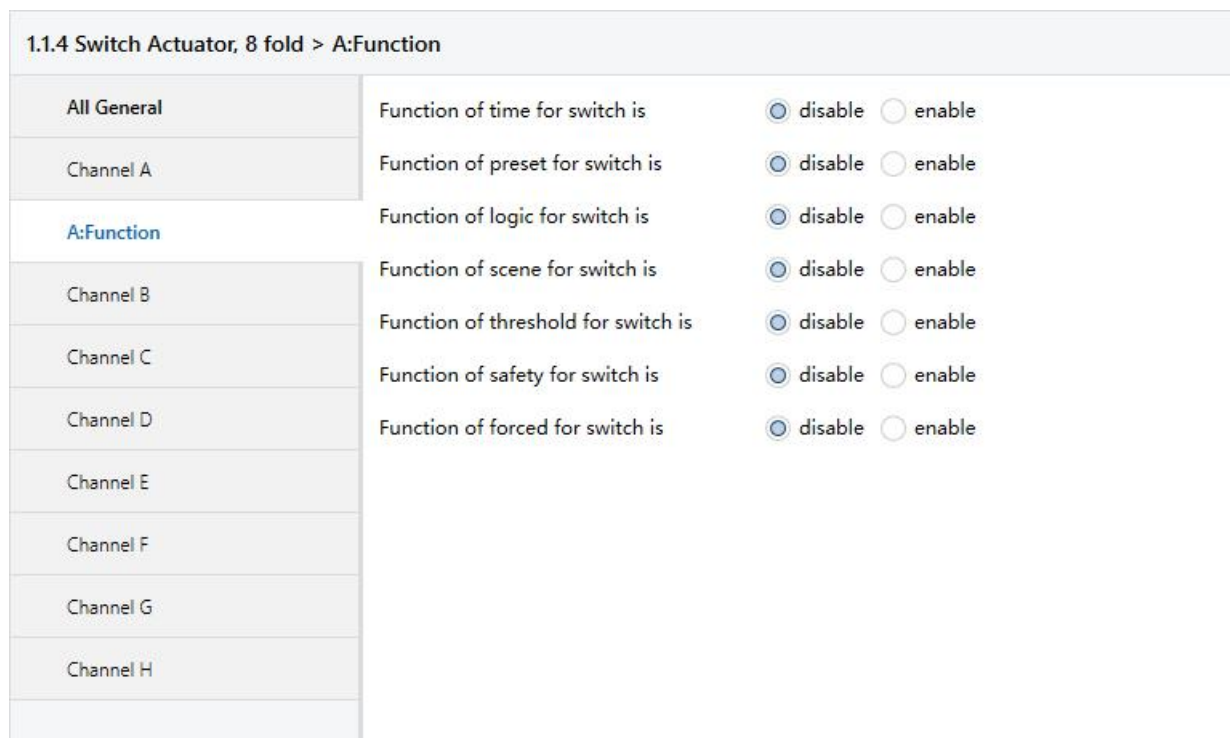 1.1.4 Switch Actuator, 8 fold > A:Function
All General
Channel A
A:Function
Channel B
Channel C
Channel D
Channel E
Channel F
Channel G
Channel H
Function of time for switch is disable enable
Function of preset for switch is disable enable
Function of logic for switch is disable enable
Function of scene for switch is disable enable
Function of threshold for switch is disable enable
Function of safety for switch is disable enable
Function of forced for switch is disable enable